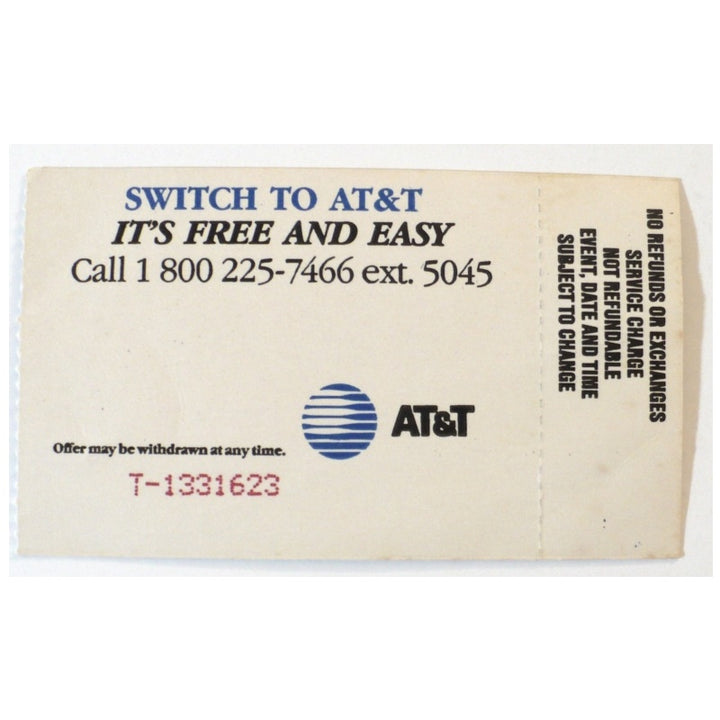 SWITCH TO AT&T
IT'S FREE AND EASY
Call 1 800 225-7466 ext. 5045
AT&T
Offer may be withdrawn at any time.
T-1331623
NO REFUNDS OR EXCHANGES
SERVICE CHARGE
NOT REFUNDABLE
EVENT, DATE AND TIME
SUBJECT TO CHANGE